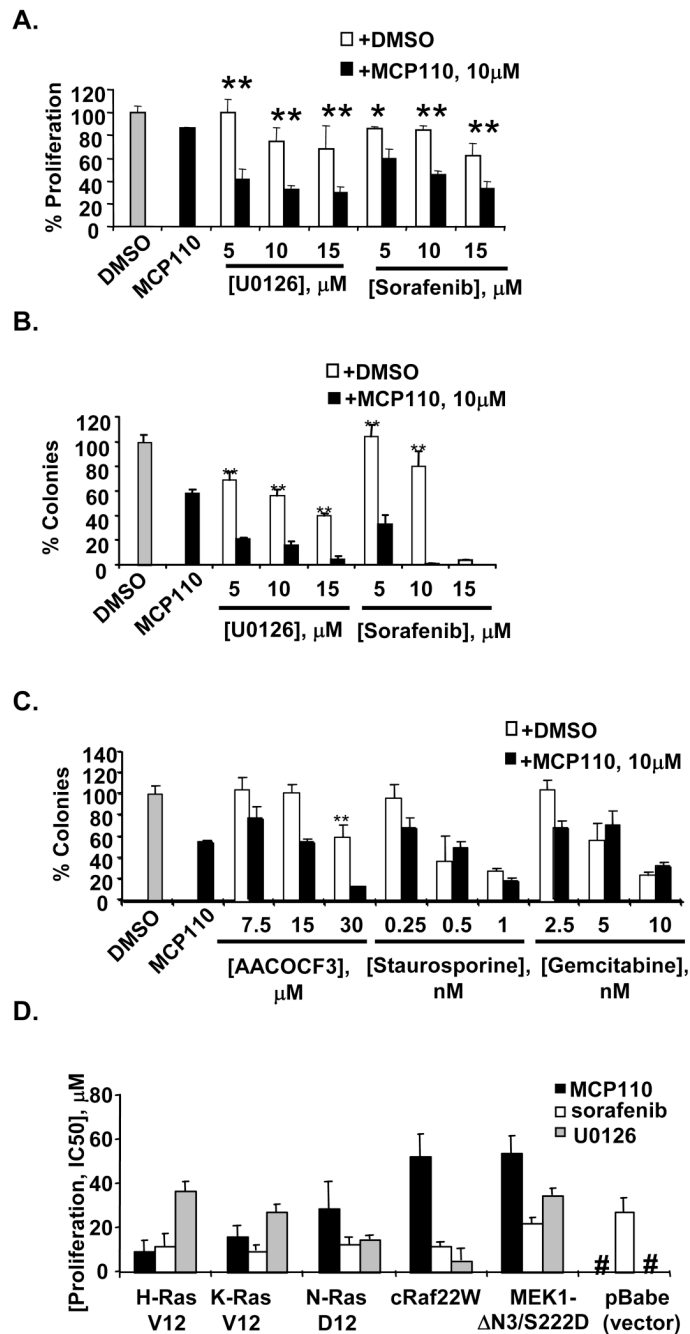 A.
+DMSO
+MCP110, 10μM
% Proliferation
120
100
80
60
40
20
0
** ** ** * ** **
DMSO
MCP110
5 10 15 5 10 15
[U0126], μM [Sorafenib], μM
B.
+DMSO
+MCP110, 10μM
% Colonies
120
100
80
60
40
20
0
** ** ** ** **
DMSO
MCP110
5 10 15 5 10 15
[U0126], μM [Sorafenib], μM
C.
+DMSO
+MCP110, 10μM
% Colonies
140
120
100
80
60
40
20
0
**
DMSO
MCP110
7.5 15 30 0.25 0.5 1 2.5 5 10
[AACOCF3], [Staurosporine], [Gemcitabine],
μM nM nM
D.
MCP110
sorafenib
U0126
[Proliferation, IC50], μM
80
60
40
20
0
# #
H-Ras K-Ras N-Ras cRaf22W MEK1- pBabe
V12 V12 D12 ΔN3/S222D (vector)